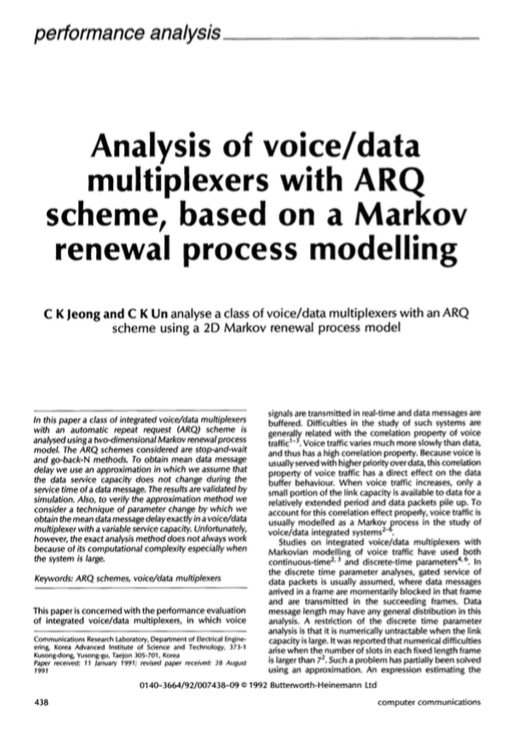 performance analysis
Analysis of voice/data
multiplexers with ARQ
scheme, based on a Markov
renewal process modelling
C K Jeong and C K Un analyse a class of voice/data multiplexers with an ARQ
scheme using a 2D Markov renewal process model
In this paper a class of integrated voice/data multiplexers
with an automatic repeat request (ARQ) scheme is
analysed using a two-dimensional Markov renewal process
model. The ARQ schemes considered are stop-and-wait
and go-back-N methods. To obtain mean data message
delay we use an approximation in which we assume that
the data service capacity does not change during the
service time of a data message. The results are validated by
simulation. Also, to verify the approximation method we
consider a technique of parameter change by which we
obtain the mean data message delay exactly in a voice/data
multiplexer with a variable service capacity. Unfortunately,
however, the exact analysis method does not always work
because of its computational complexity especially when
the system is large.
Keywords: ARQ schemes, voice/data multiplexers
This paper is concerned with the performance evaluation
of integrated voice/data multiplexers, in which voice
Communications Research Laboratory, Department of Electrical Engine-
ering, Korea Advanced Institute of Science and Technology, 373-1
Kusong-dong, Yusong-gu, Taejon 305-701, Korea
Paper received: 11 January 1991; revised paper received: 28 August
1991
signals are transmitted in real-time and data messages are
buffered. Difficulties in the study of such systems are
generally related with the correlation property of voice
traffic¹⁻³. Voice traffic varies much more slowly than data,
and thus has a high correlation property. Because voice is
usually served with higher priority over data, this correlation
property of voice traffic has a direct effect on the data
buffer behaviour. When voice traffic increases, only a
small portion of the link capacity is available to data for a
relatively extended period and data packets pile up. To
account for this correlation effect properly, voice traffic is
usually modelled as a Markov process in the study of
voice/data integrated systems²⁻⁶.
Studies on integrated voice/data multiplexers with
Markovian modelling of voice traffic have used both
continuous-time²,³ and discrete-time parameters⁴⁻⁶. In
the discrete time parameter analyses, gated service of
data packets is usually assumed, where data messages
arrived in a frame are momentarily blocked in that frame
and are transmitted in the succeeding frames. Data
message length may have any general distribution in this
analysis. A restriction of the discrete time parameter
analysis is that it is numerically untractable when the link
capacity is large. It was reported that numerical difficulties
arise when the number of slots in each fixed length frame
is larger than 7². Such a problem has partially been solved
using an approximation. An expression estimating the
0140-3664/92/007438-09 © 1992 Butterworth-Heinemann Ltd
438
computer communications